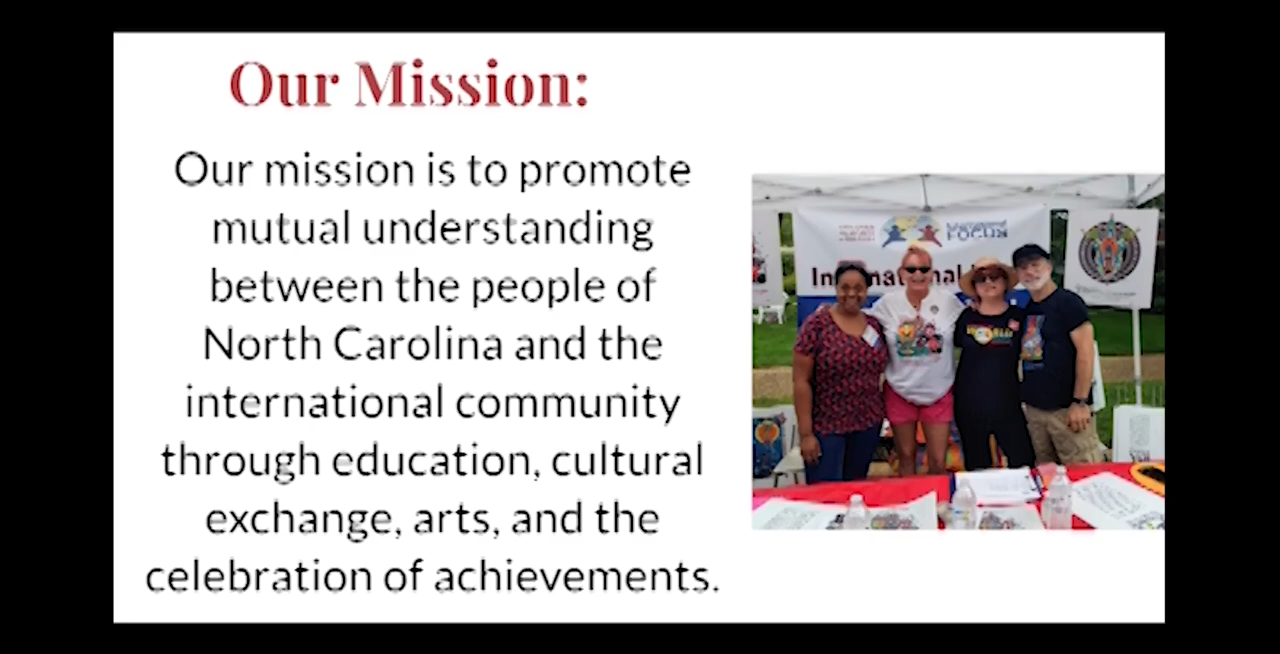 Our Mission:
Our mission is to promote
mutual understanding
between the people of
North Carolina and the
international community
through education, cultural
exchange, arts, and the
celebration of achievements.
FOCUS